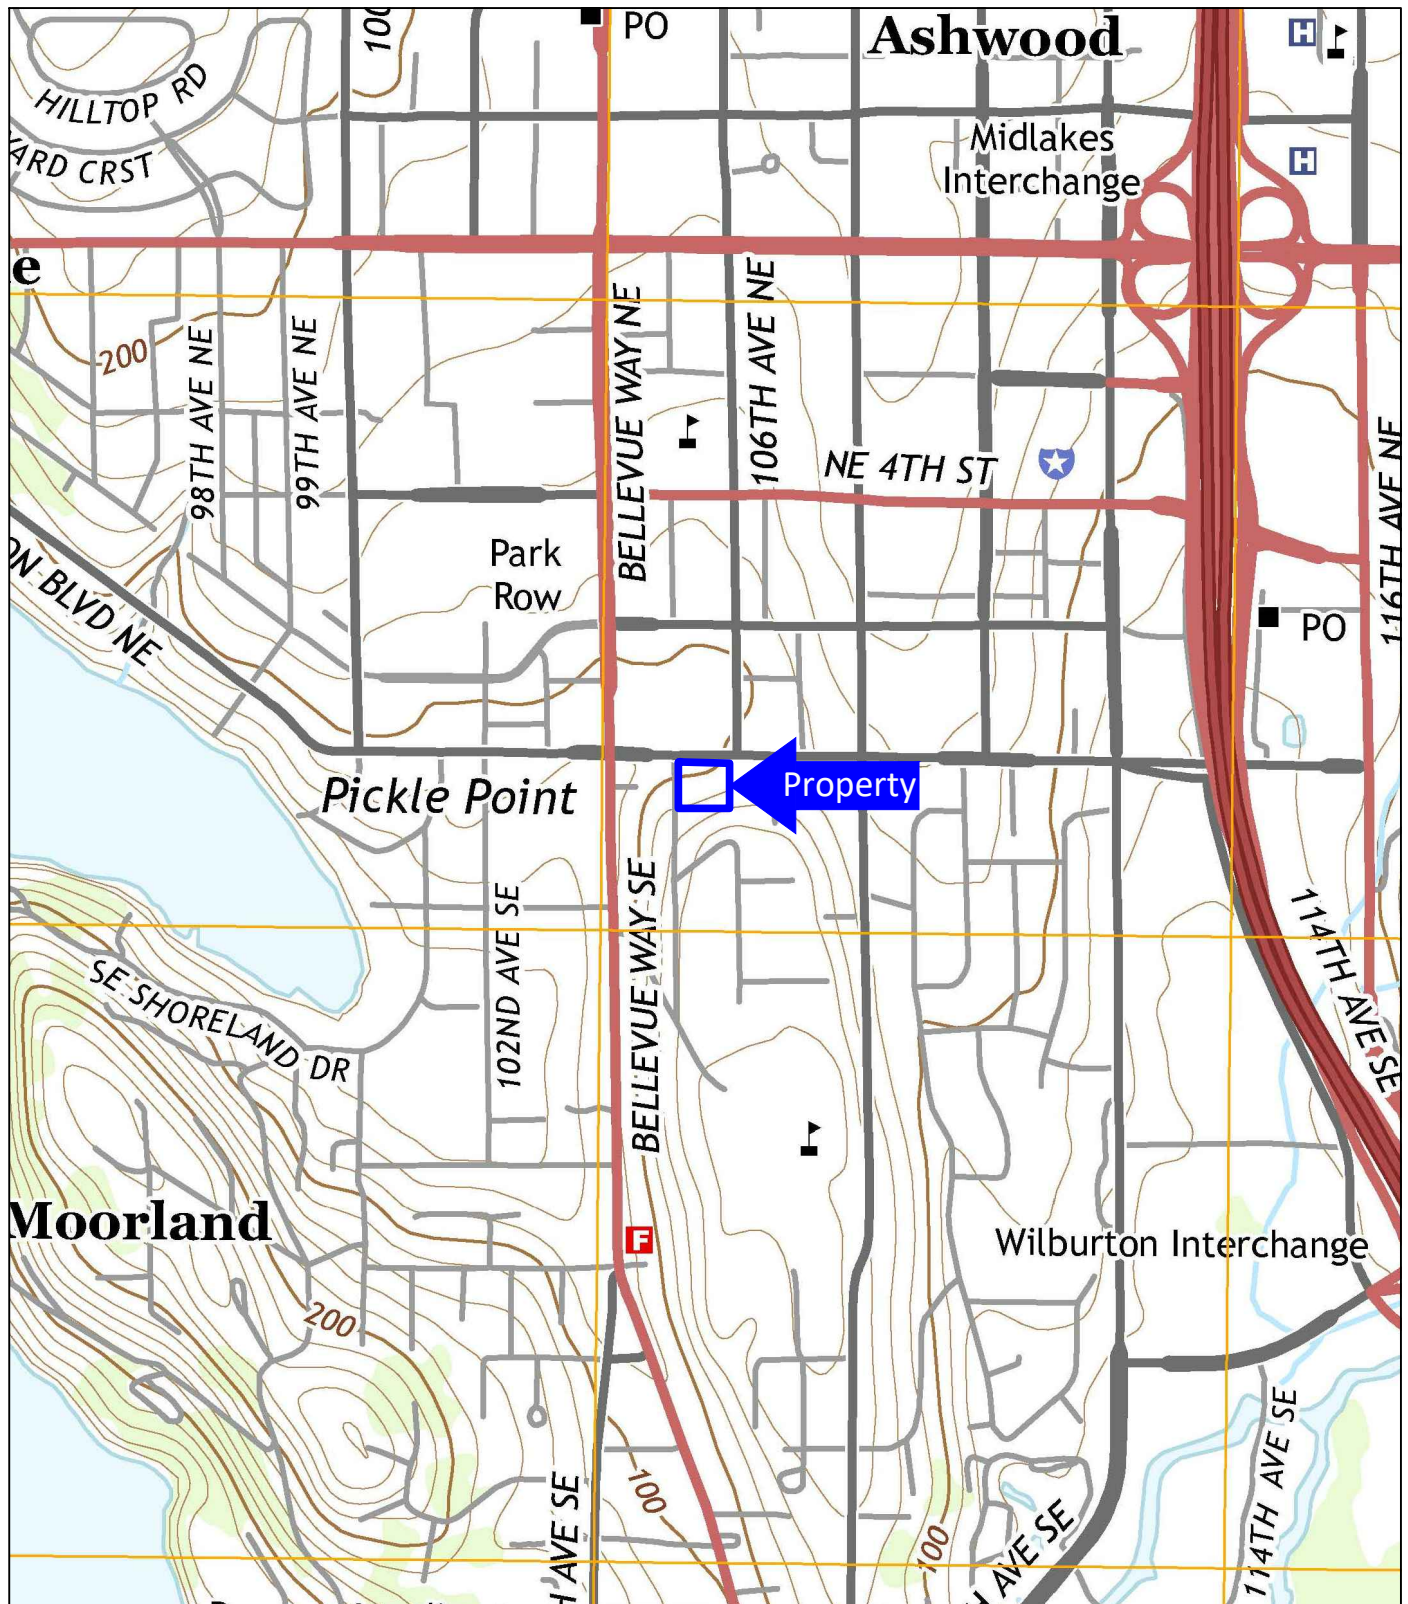 100
PO
Ashwood
H
HILLTOP RD
YARD CRST
Midlakes
Interchange
H
e
200
98TH AVE NE
99TH AVE NE
BELLEVUE WAY NE
106TH AVE NE
NE 4TH ST
116TH AVE NE
ON BLVD NE
Park
Row
PO
Pickle Point
Property
102ND AVE SE
BELLEVUE WAY SE
114TH AVE SE
SE SHORELAND DR
Moorland
F
Wilburton Interchange
200
100
H AVE SE
100
H AVE SE
114TH AVE SE